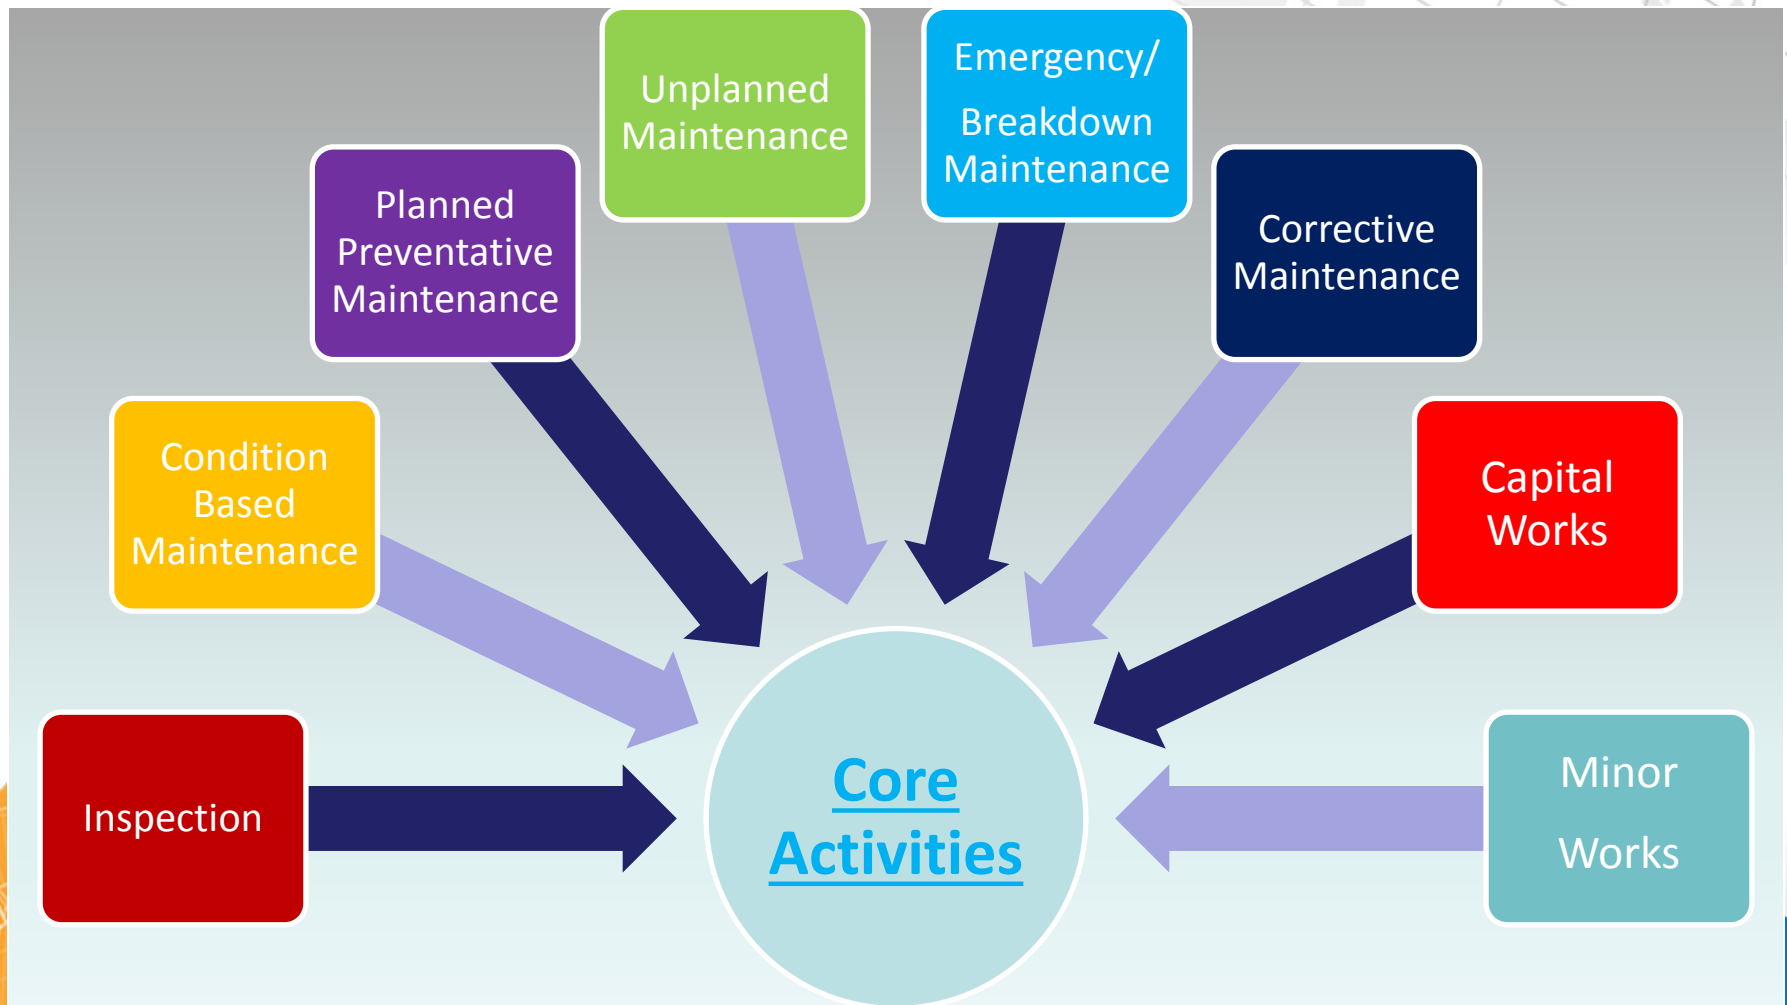 Unplanned
Maintenance
Emergency/
Breakdown
Maintenance
Planned
Preventative
Maintenance
Corrective
Maintenance
Condition
Based
Maintenance
Capital
Works
Inspection
Core
Activities
Minor
Works